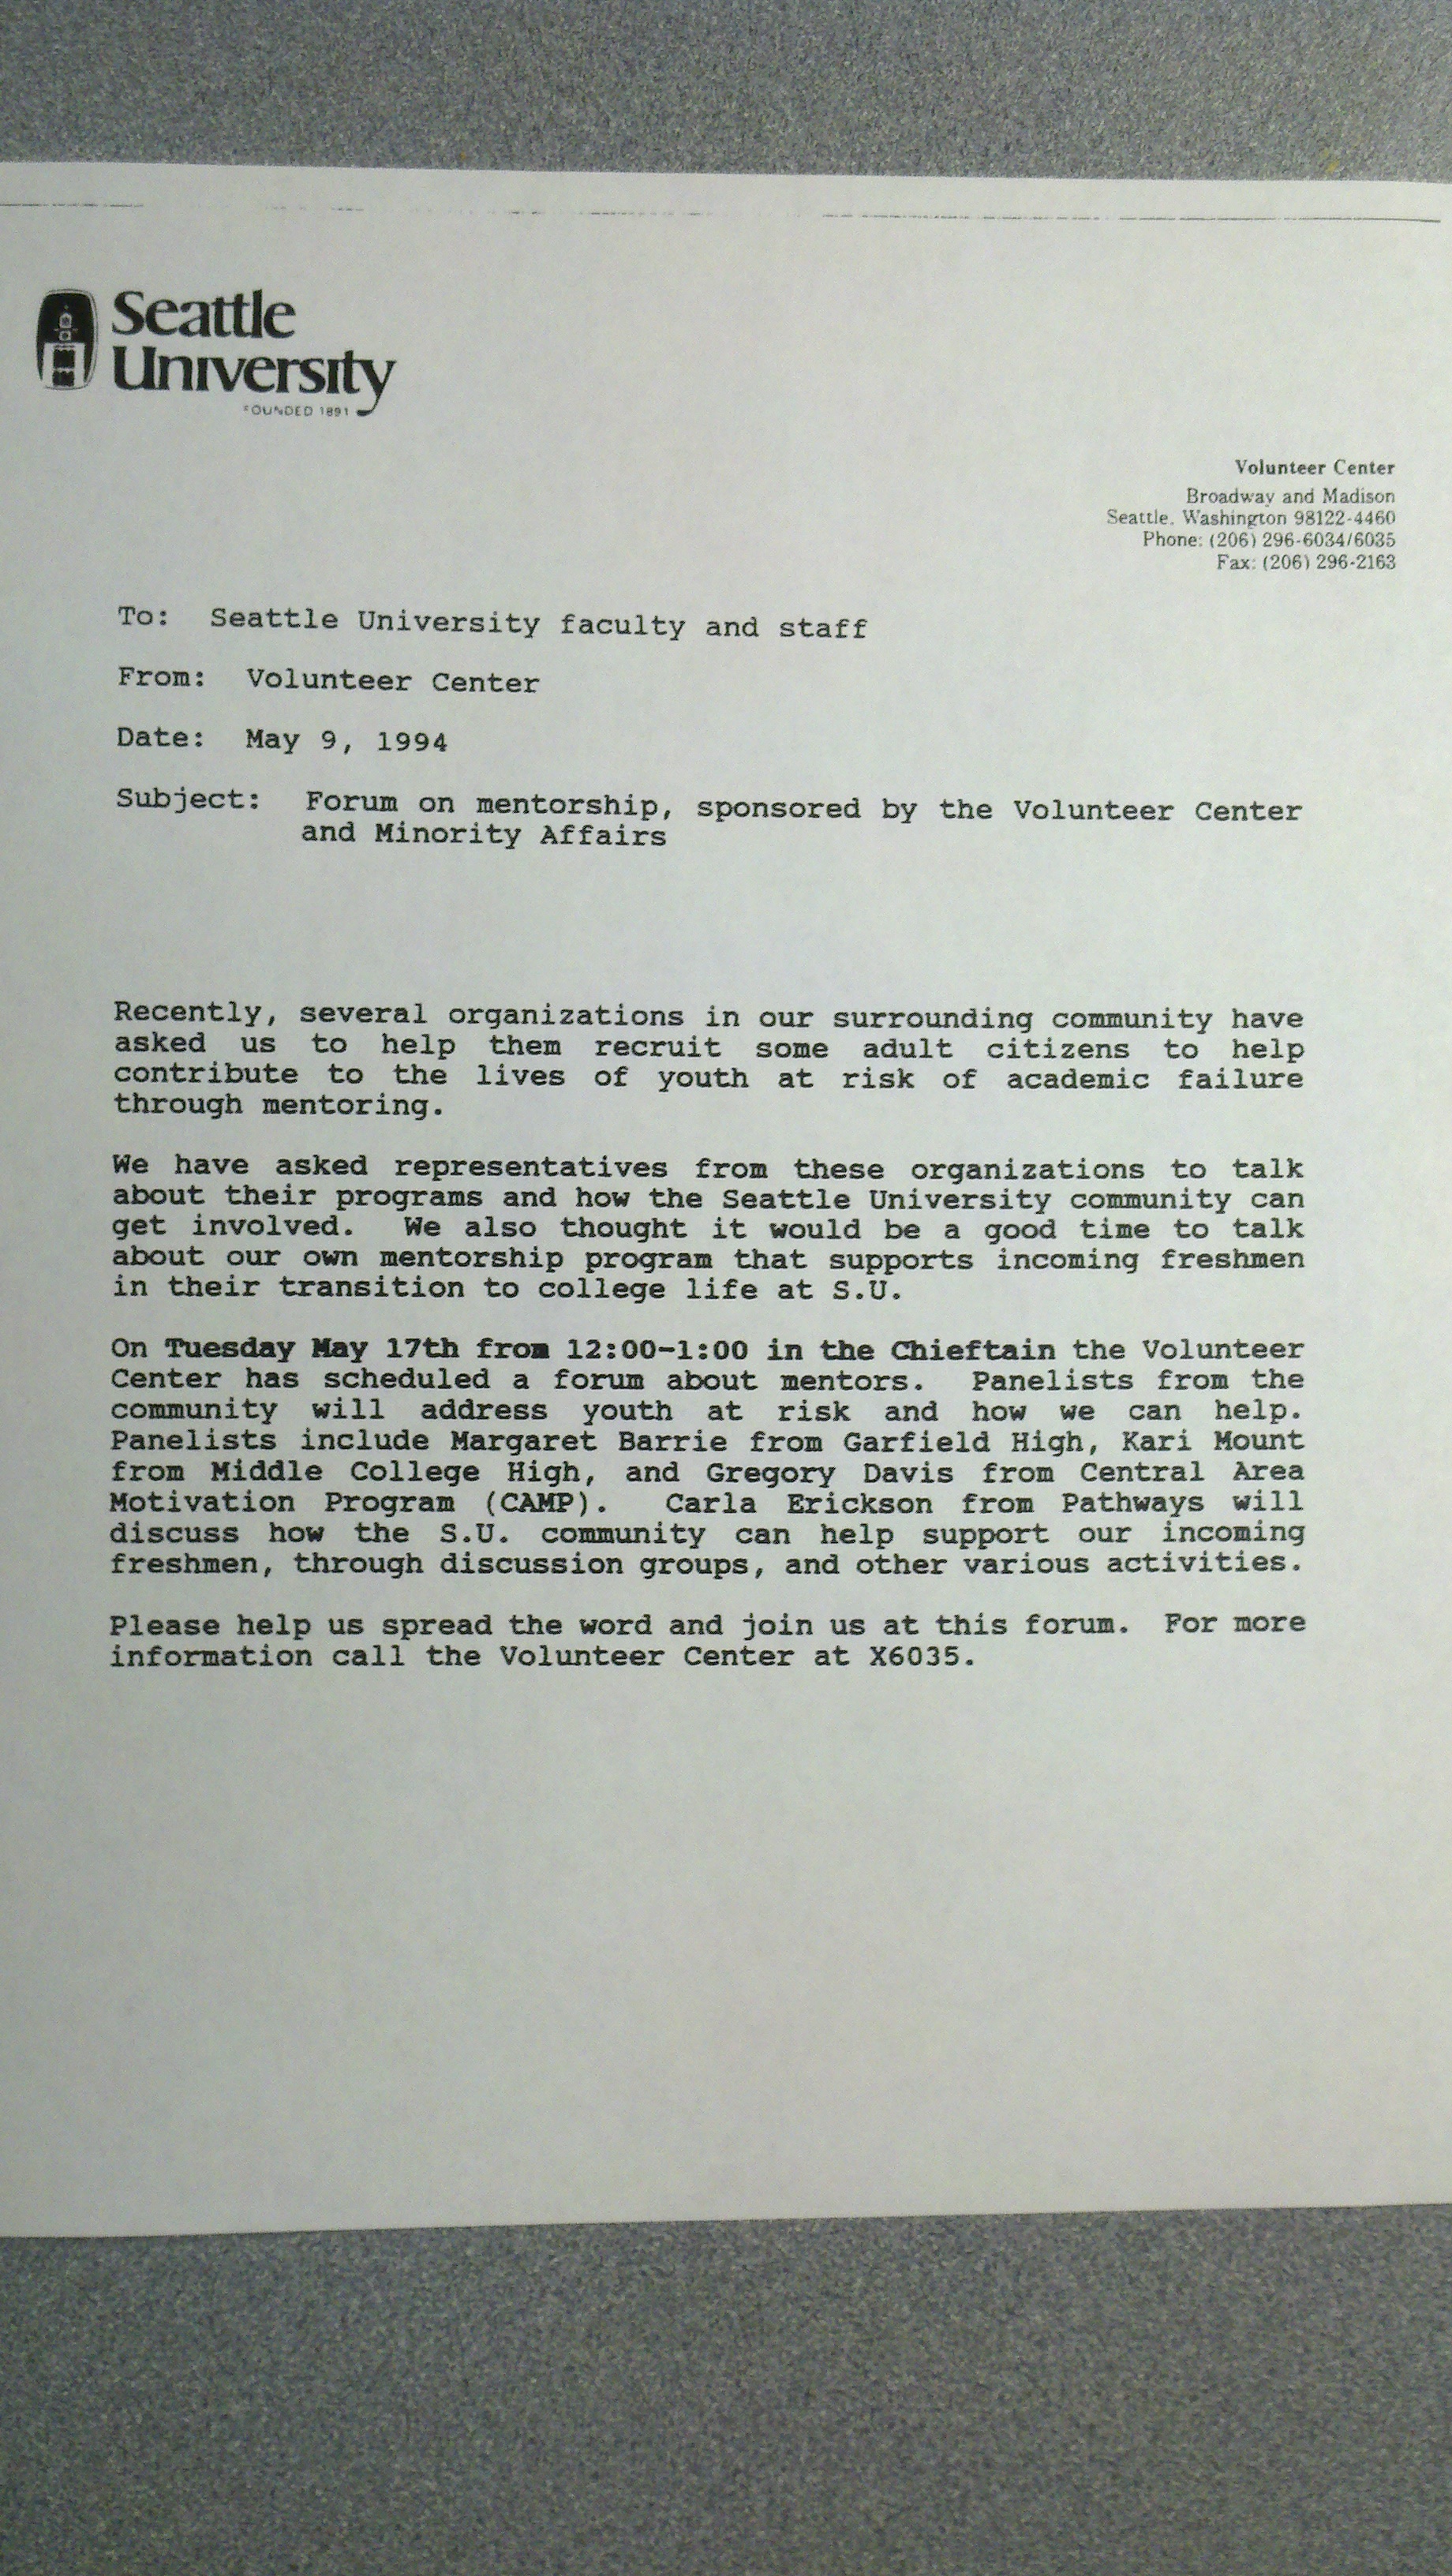 Seattle
University
FOUNDED 1891
Volunteer Center
Broadway and Madison
Seattle, Washington 98122-4460
Phone: (206) 296-6034/6035
Fax: (206) 296-2163
To: Seattle University faculty and staff
From: Volunteer Center
Date: May 9, 1994
Subject: Forum on mentorship, sponsored by the Volunteer Center
and Minority Affairs
Recently, several organizations in our surrounding community have
asked us to help them recruit some adult citizens to help
contribute to the lives of youth at risk of academic failure
through mentoring.
We have asked representatives from these organizations to talk
about their programs and how the Seattle University community can
get involved. We also thought it would be a good time to talk
about our own mentorship program that supports incoming freshmen
in their transition to college life at S.U.
On Tuesday May 17th from 12:00-1:00 in the Chieftain the Volunteer
Center has scheduled a forum about mentors. Panelists from the
community will address youth at risk and how we can help.
Panelists include Margaret Barrie from Garfield High, Kari Mount
from Middle College High, and Gregory Davis from Central Area
Motivation Program (CAMP). Carla Erickson from Pathways will
discuss how the S.U. community can help support our incoming
freshmen, through discussion groups, and other various activities.
Please help us spread the word and join us at this forum. For more
information call the Volunteer Center at X6035.